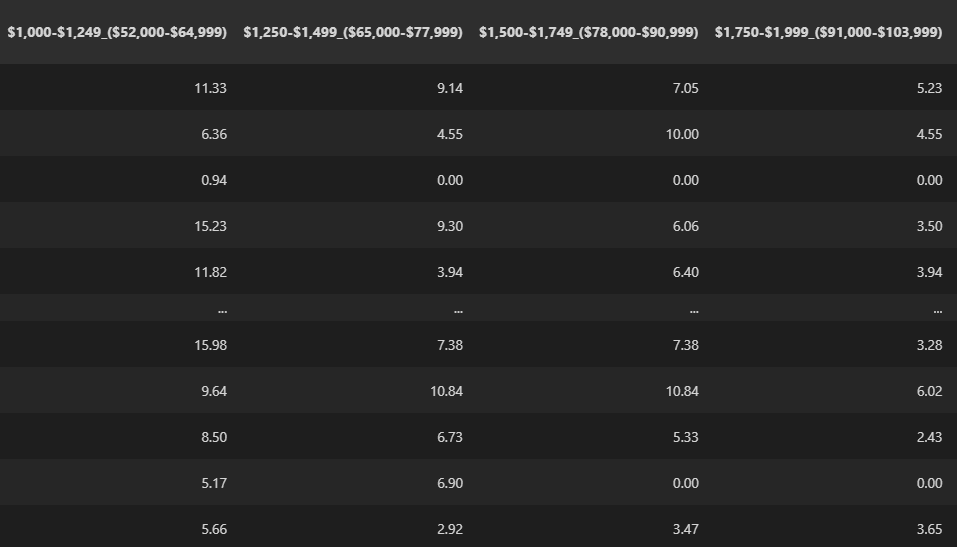 $1,000-$1,249_($52,000-$64,999) $1,250-$1,499_($65,000-$77,999) $1,500-$1,749_($78,000-$90,999) $1,750-$1,999_($91,000-$103,999)
11.33 9.14 7.05 5.23
6.36 4.55 10.00 4.55
0.94 0.00 0.00 0.00
15.23 9.30 6.06 3.50
11.82 3.94 6.40 3.94
... ... ... ...
15.98 7.38 7.38 3.28
9.64 10.84 10.84 6.02
8.50 6.73 5.33 2.43
5.17 6.90 0.00 0.00
5.66 2.92 3.47 3.65